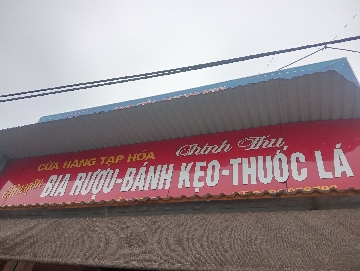 CỬA HÀNG TẠP HÓA Chinh Thu
BIA RƯỢU-BÁNH KẸO-THUỐC LÁ